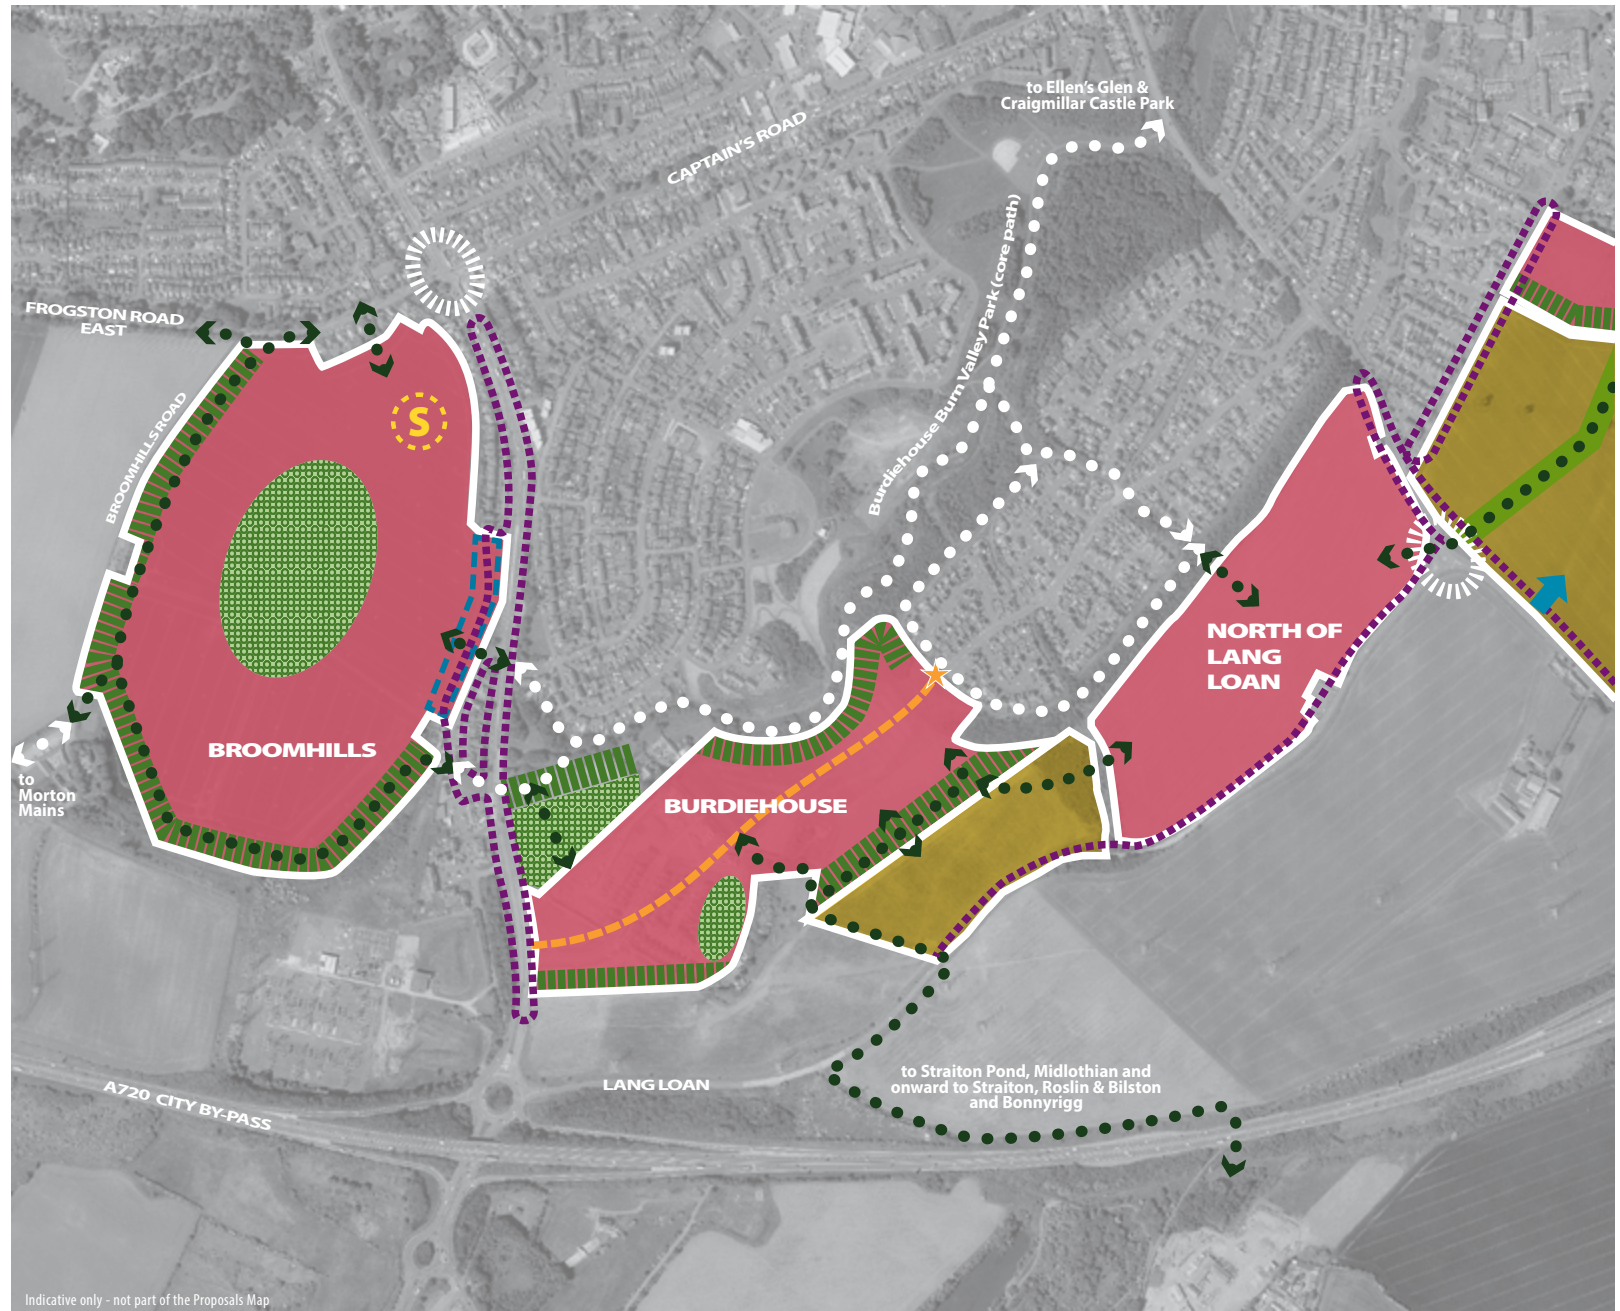 to Ellen's Glen &
Craigmillar Castle Park
CAPTAIN'S ROAD
Burdiehouse Burn Valley Park (core path)
FROGSTON ROAD
EAST
BROOMHILLS ROAD
S
NORTH OF
LANG
LOAN
BROOMHILLS
to
Morton
Mains
BURDIEHOUSE
LANG LOAN
to Straiton Pond, Midlothian and
onward to Straiton, Roslin & Bilston
and Bonnyrigg
A720 CITY BY-PASS
Indicative only - not part of the Proposals Map